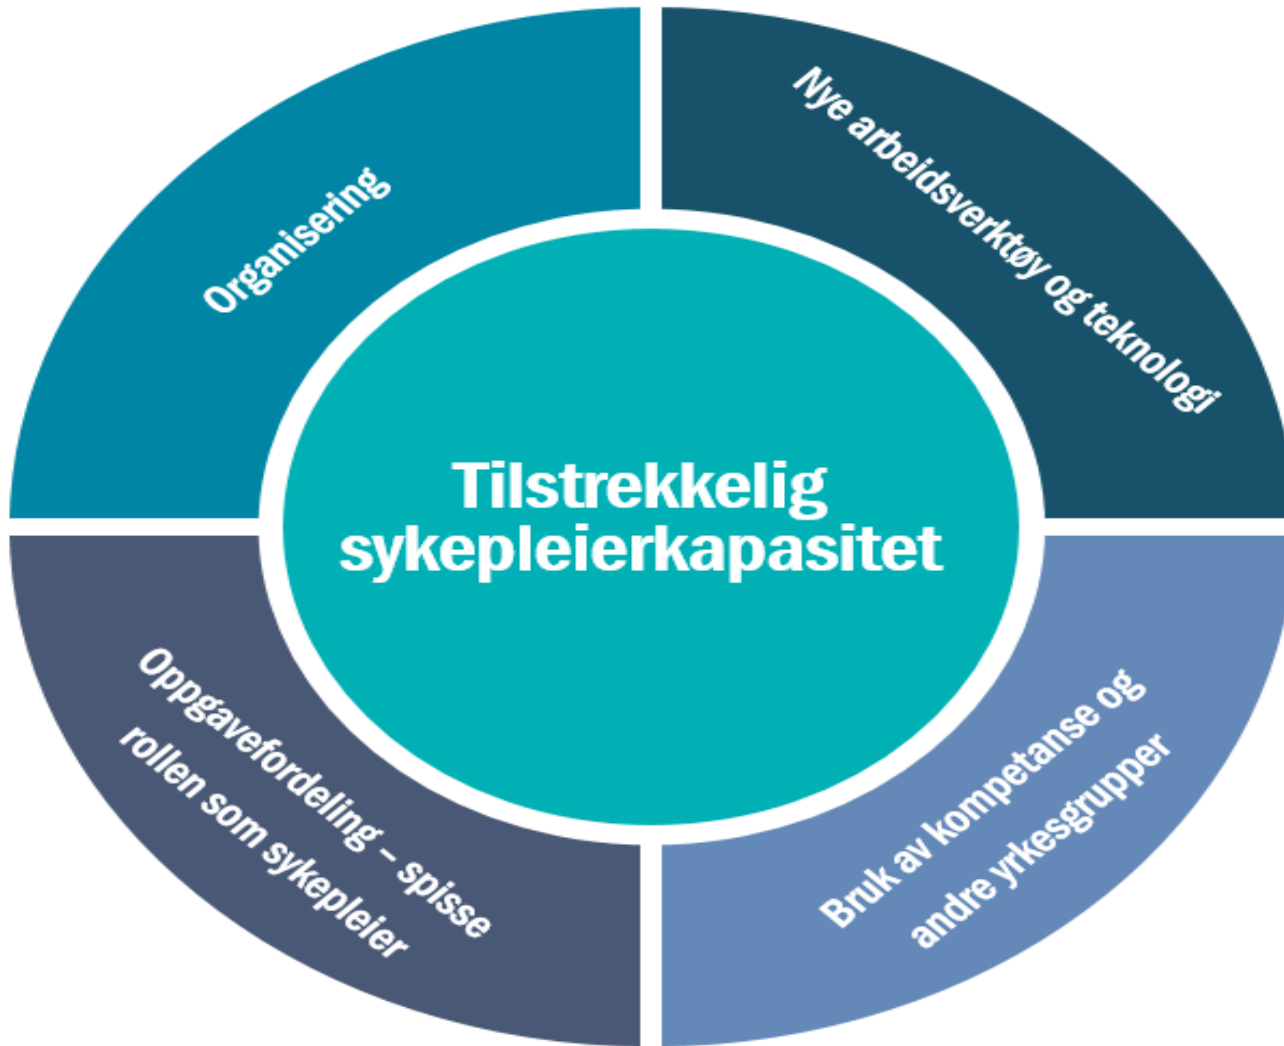 Organisering
Nye arbeidsverktøy og teknologi
Tilstrekkelig
sykepleierkapasitet
Oppgavefordeling – spisse
rollen som sykepleier
Bruk av kompetanse og
andre yrkesgrupper